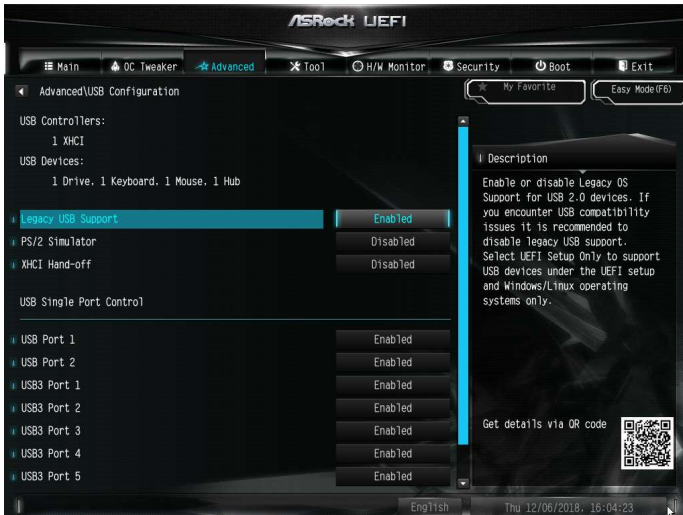 ASRock UEFI
Main
OC Tweaker
Advanced
Tool
H/W Monitor
Security
Boot
Exit
Advanced\USB Configuration
My Favorite
Easy Mode(F6)
USB Controllers:
1 XHCI
USB Devices:
1 Drive, 1 Keyboard, 1 Mouse, 1 Hub
Legacy USB Support Enabled
PS/2 Simulator Disabled
XHCI Hand-off Disabled
USB Single Port Control
USB Port 1 Enabled
USB Port 2 Enabled
USB3 Port 1 Enabled
USB3 Port 2 Enabled
USB3 Port 3 Enabled
USB3 Port 4 Enabled
USB3 Port 5 Enabled
Description
Enable or disable Legacy OS
Support for USB 2.0 devices. If
you encounter USB compatibility
issues it is recommended to
disable legacy USB support.
Select UEFI Setup Only to support
USB devices under the UEFI setup
and Windows/Linux operating
systems only.
Get details via QR code
English
Thu 12/06/2018, 16:04:23